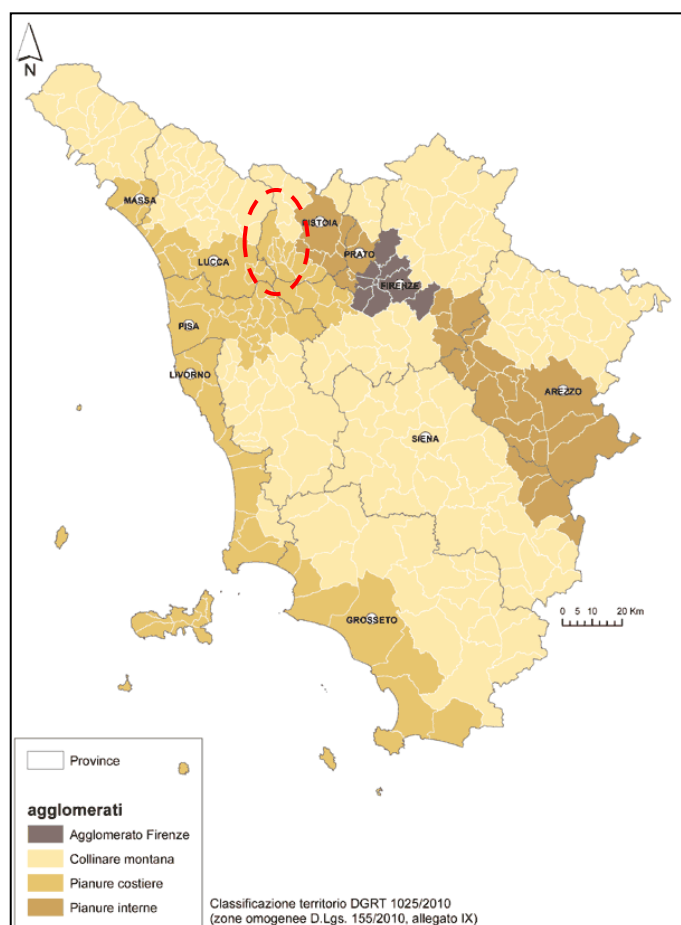 N
MASSA
PISTOIA
PRATO
LUCCA
FIRENZE
PISA
LIVORNO
AREZZO
SIENA
0 5 10 20 Km
GROSSETO
Province
agglomerati
Agglomerato Firenze
Collinare montana
Pianure costiere
Pianure interne
Classificazione territorio DGRT 1025/2010
(zone omogenee D.Lgs. 155/2010, allegato IX)